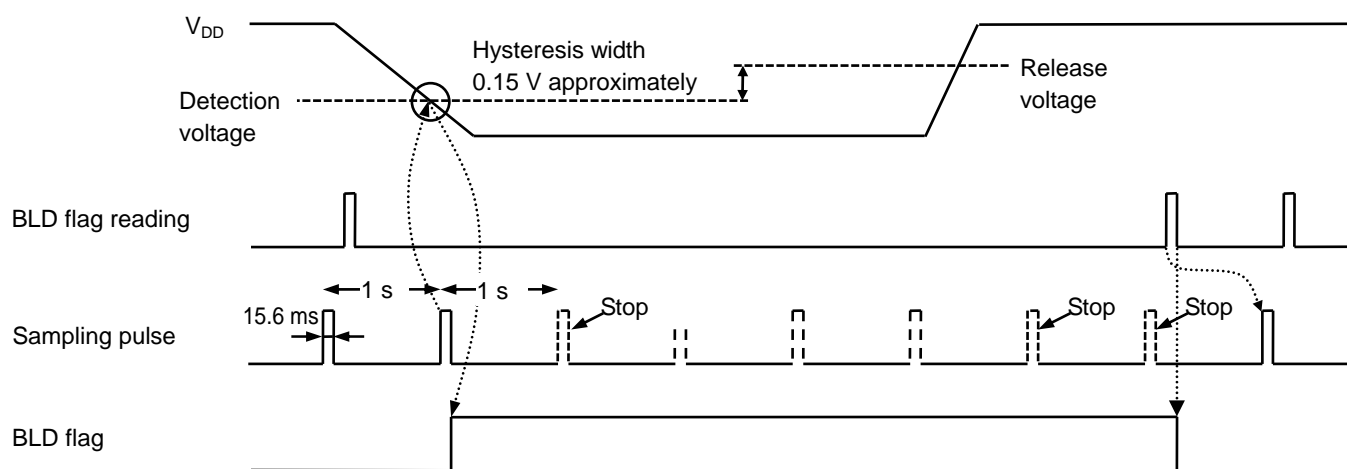 V_DD
Hysteresis width
0.15 V approximately
Release
voltage
Detection
voltage
BLD flag reading
1 s
1 s
15.6 ms
Stop
Stop
Stop
Sampling pulse
BLD flag